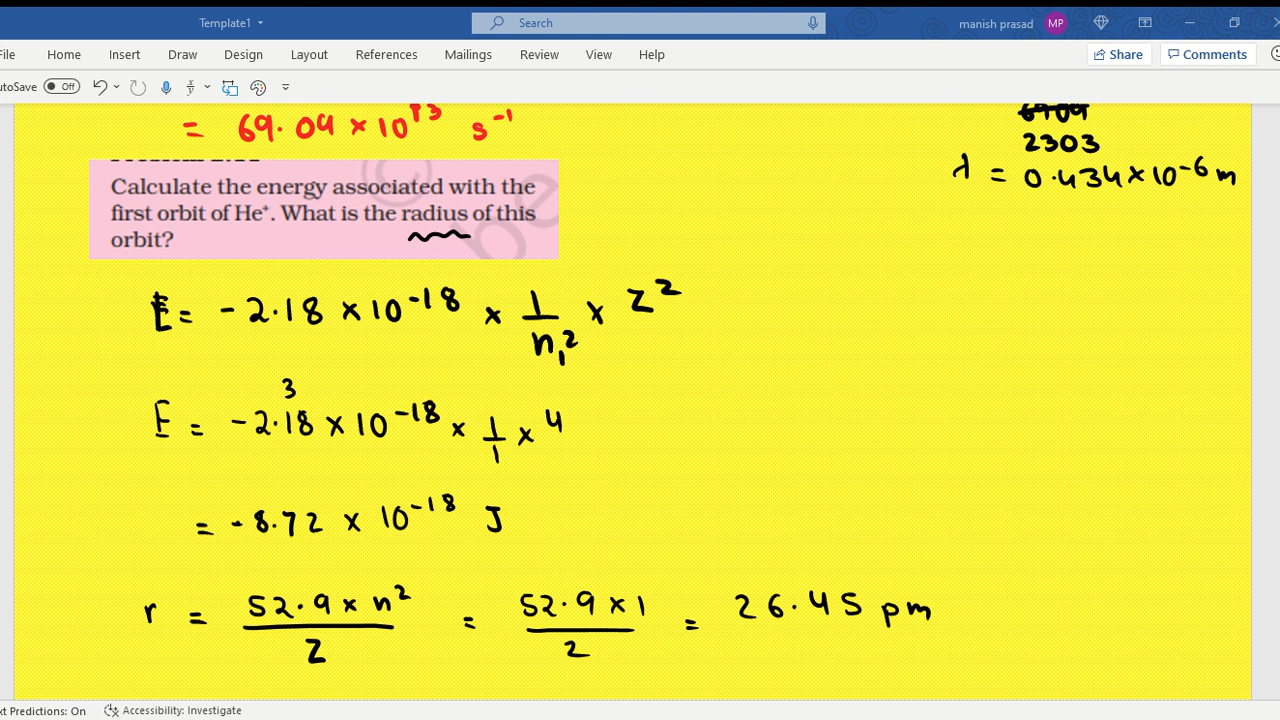 Template1
Search
manish prasad MP
File Home Insert Draw Design Layout References Mailings Review View Help Share Comments
AutoSave Off
= 69.04 × 10¹³ s⁻¹
6909
2303
λ = 0.434 × 10⁻⁶ m
Calculate the energy associated with the
first orbit of He⁺. What is the radius of this
orbit?
E = -2.18 × 10⁻¹⁸ × 1/n₁² × Z²
3
E = -2.18 × 10⁻¹⁸ × 1/1 × 4
= -8.72 × 10⁻¹⁸ J
r = 52.9 × n²/Z = 52.9 × 1/2 = 26.45 pm
Text Predictions: On Accessibility: Investigate